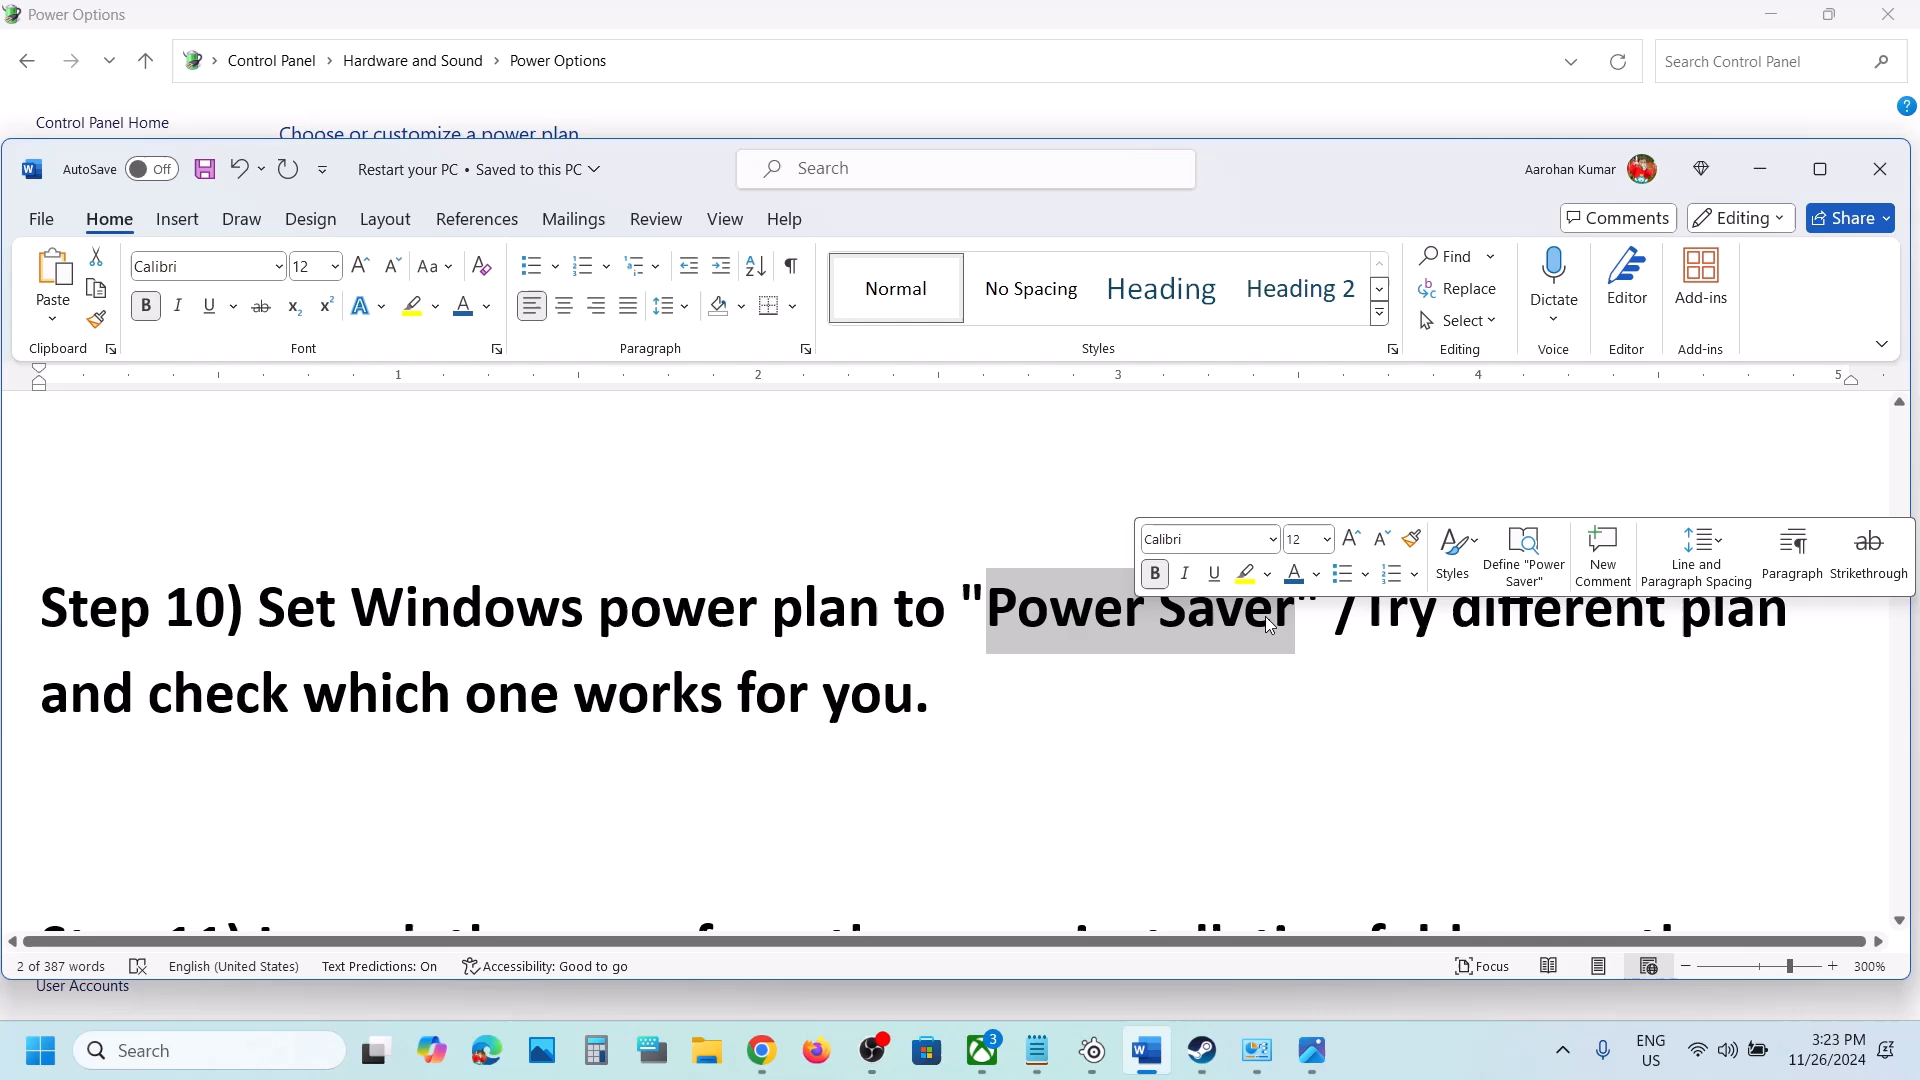 Power Options
Control Panel > Hardware and Sound > Power Options
Search Control Panel
Control Panel Home
Choose or customize a power plan
AutoSave Off
Restart your PC • Saved to this PC
Search
Aarohan Kumar
File Home Insert Draw Design Layout References Mailings Review View Help
Comments Editing Share
Paste
Calibri 12
Normal No Spacing Heading Heading 2
Find
Replace
Select
Dictate Editor Add-ins
Clipboard Font Paragraph Styles Editing Voice Editor Add-ins
1 2 3 4 5
Calibri 12
Styles Define "Power Saver" New Comment Line and Paragraph Spacing Paragraph Strikethrough
Step 10) Set Windows power plan to "Power Saver" /Try different plan
and check which one works for you.
2 of 387 words English (United States) Text Predictions: On Accessibility: Good to go Focus 300%
User Accounts
Search
3
ENG
US
3:23 PM
11/26/2024